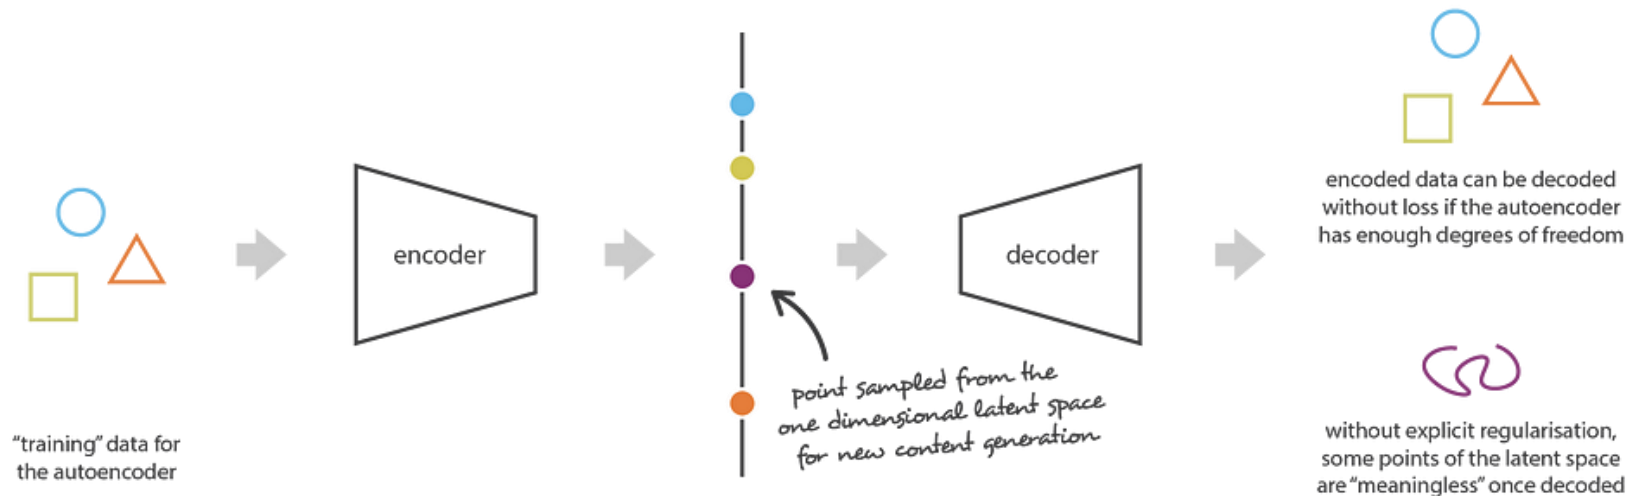 "training" data for
the autoencoder
encoder
point sampled from the
one dimensional latent space
for new content generation
decoder
encoded data can be decoded
without loss if the autoencoder
has enough degrees of freedom
without explicit regularisation,
some points of the latent space
are "meaningless" once decoded